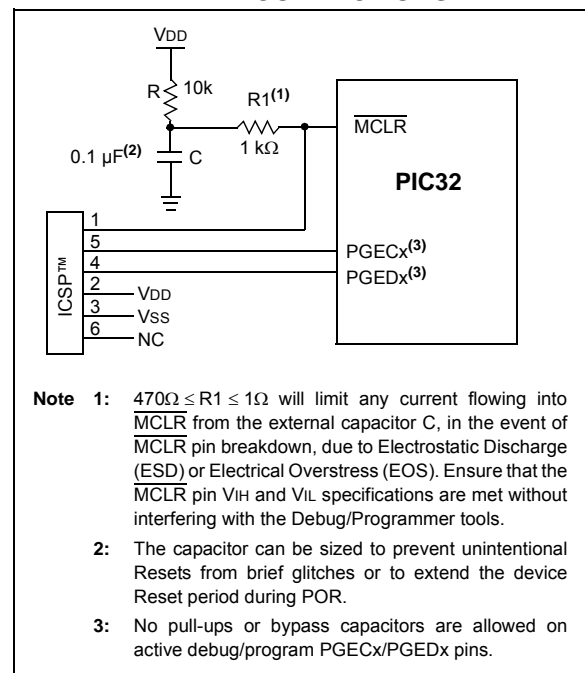 VDD
R
10k
R1(1)
1 kΩ
0.1 µF(2)
C
MCLR
PIC32
ICSP™
1
5
4
2
3
6
PGECx(3)
PGEDx(3)
VDD
VSS
NC
Note 1: 470Ω ≤ R1 ≤ 1Ω will limit any current flowing into
MCLR from the external capacitor C, in the event of
MCLR pin breakdown, due to Electrostatic Discharge
(ESD) or Electrical Overstress (EOS). Ensure that the
MCLR pin VIH and VIL specifications are met without
interfering with the Debug/Programmer tools.
2: The capacitor can be sized to prevent unintentional
Resets from brief glitches or to extend the device
Reset period during POR.
3: No pull-ups or bypass capacitors are allowed on
active debug/program PGECx/PGEDx pins.